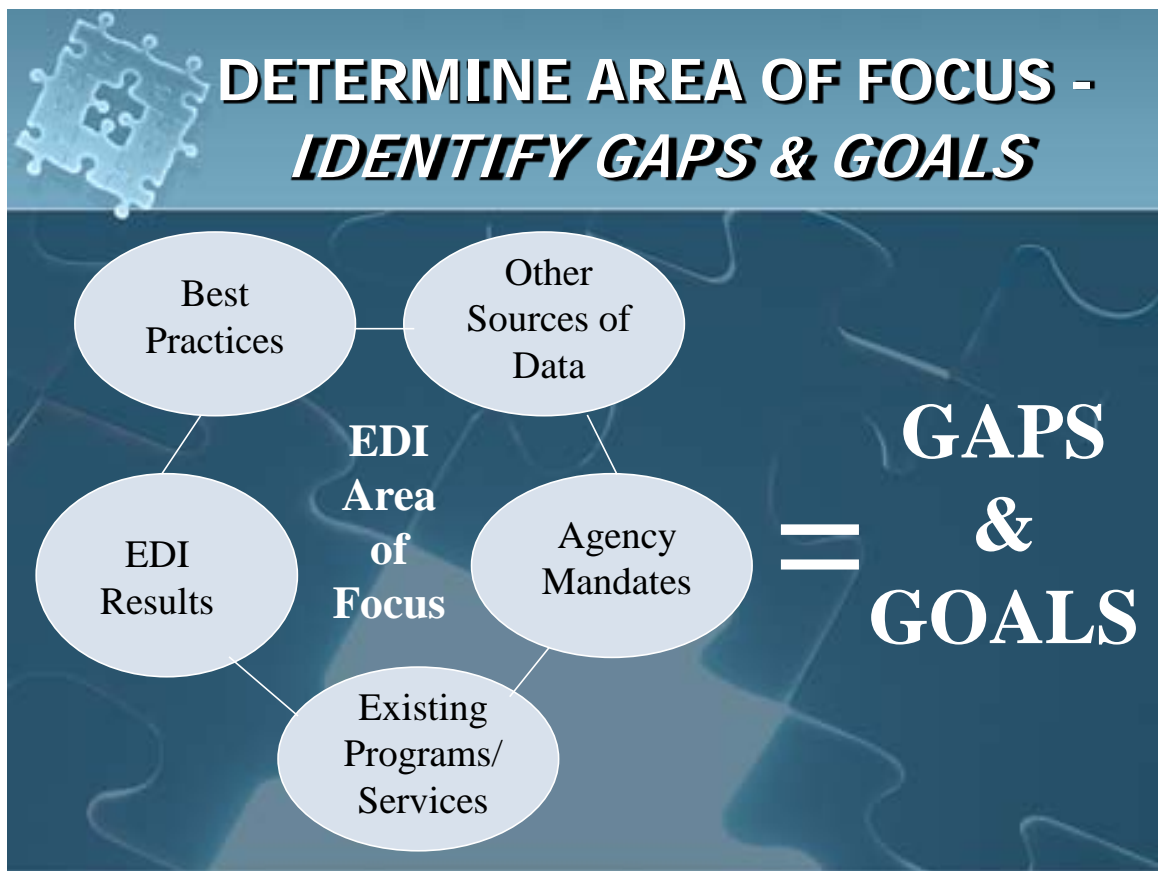 DETERMINE AREA OF FOCUS -
IDENTIFY GAPS & GOALS
Best
Practices
Other
Sources of
Data
EDI
Area
of
Focus
EDI
Results
Agency
Mandates
Existing
Programs/
Services
=
GAPS
&
GOALS